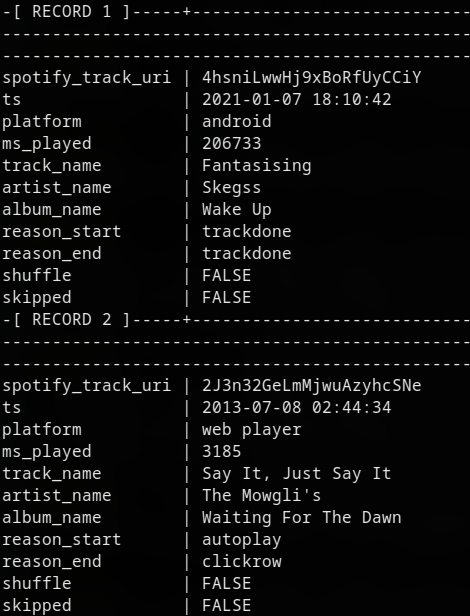 -[ RECORD 1 ]-----+----------------------------
-----------------------------------------------
-----------------------------------------------
spotify_track_uri | 4hsniLwwHj9xBoRfUyCCiY
ts                | 2021-01-07 18:10:42
platform          | android
ms_played         | 206733
track_name        | Fantasising
artist_name       | Skegss
album_name        | Wake Up
reason_start      | trackdone
reason_end        | trackdone
shuffle           | FALSE
skipped           | FALSE
-[ RECORD 2 ]-----+----------------------------
-----------------------------------------------
-----------------------------------------------
spotify_track_uri | 2J3n32GeLmMjwuAzyhcSNe
ts                | 2013-07-08 02:44:34
platform          | web player
ms_played         | 3185
track_name        | Say It, Just Say It
artist_name       | The Mowgli's
album_name        | Waiting For The Dawn
reason_start      | autoplay
reason_end        | clickrow
shuffle           | FALSE
skipped           | FALSE